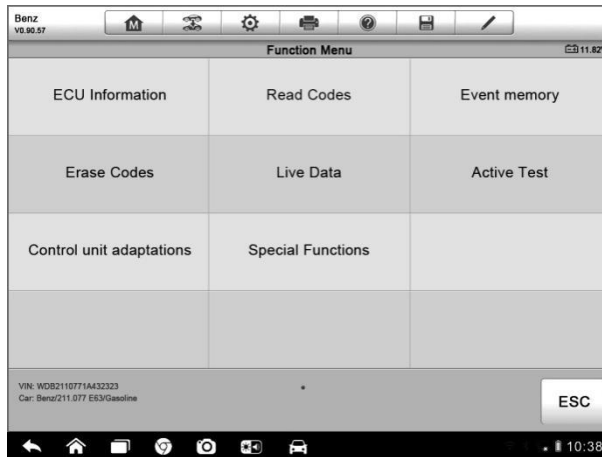 Benz
V0.90.57
M
?
Function Menu
11.82V
ECU Information
Read Codes
Event memory
Erase Codes
Live Data
Active Test
Control unit adaptations
Special Functions
VIN: WDB2110771A432323
Car: Benz/211.077 E63/Gasoline
ESC
10:38